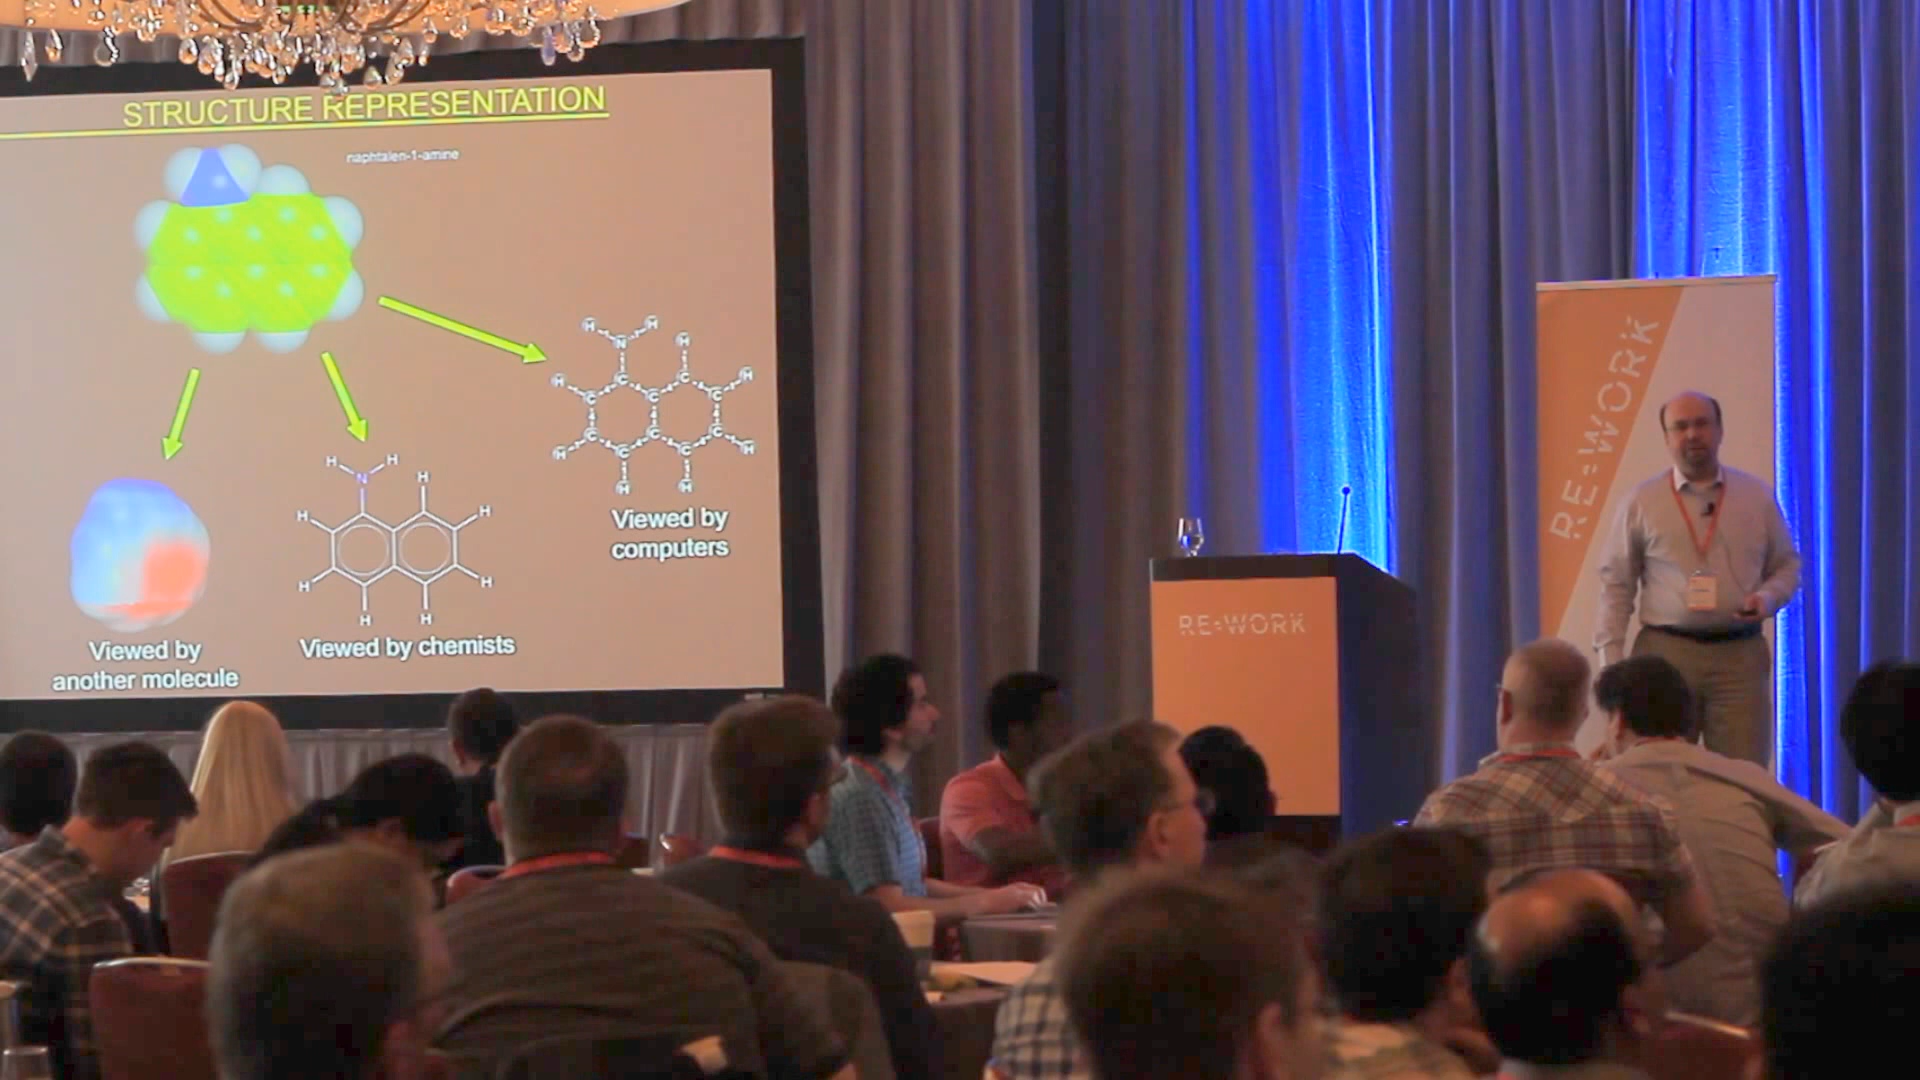 STRUCTURE REPRESENTATION
naphtalen-1-amine
H H
N
H
H
H
H
H
H
H
H
Viewed by
another molecule
Viewed by chemists
Viewed by
computers
RE•WORK
RE•WORK